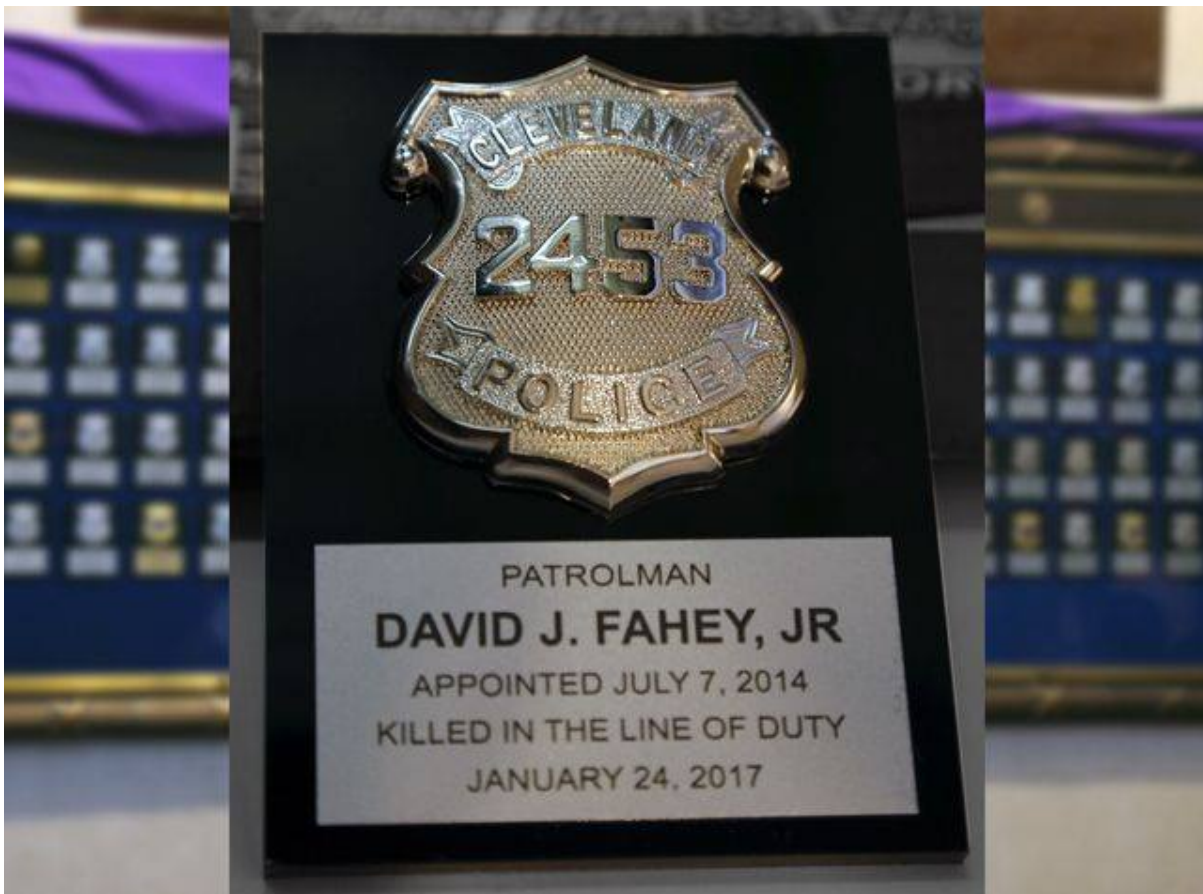 CLEVELAND
2453
POLICE
PATROLMAN
DAVID J. FAHEY, JR
APPOINTED JULY 7, 2014
KILLED IN THE LINE OF DUTY
JANUARY 24, 2017